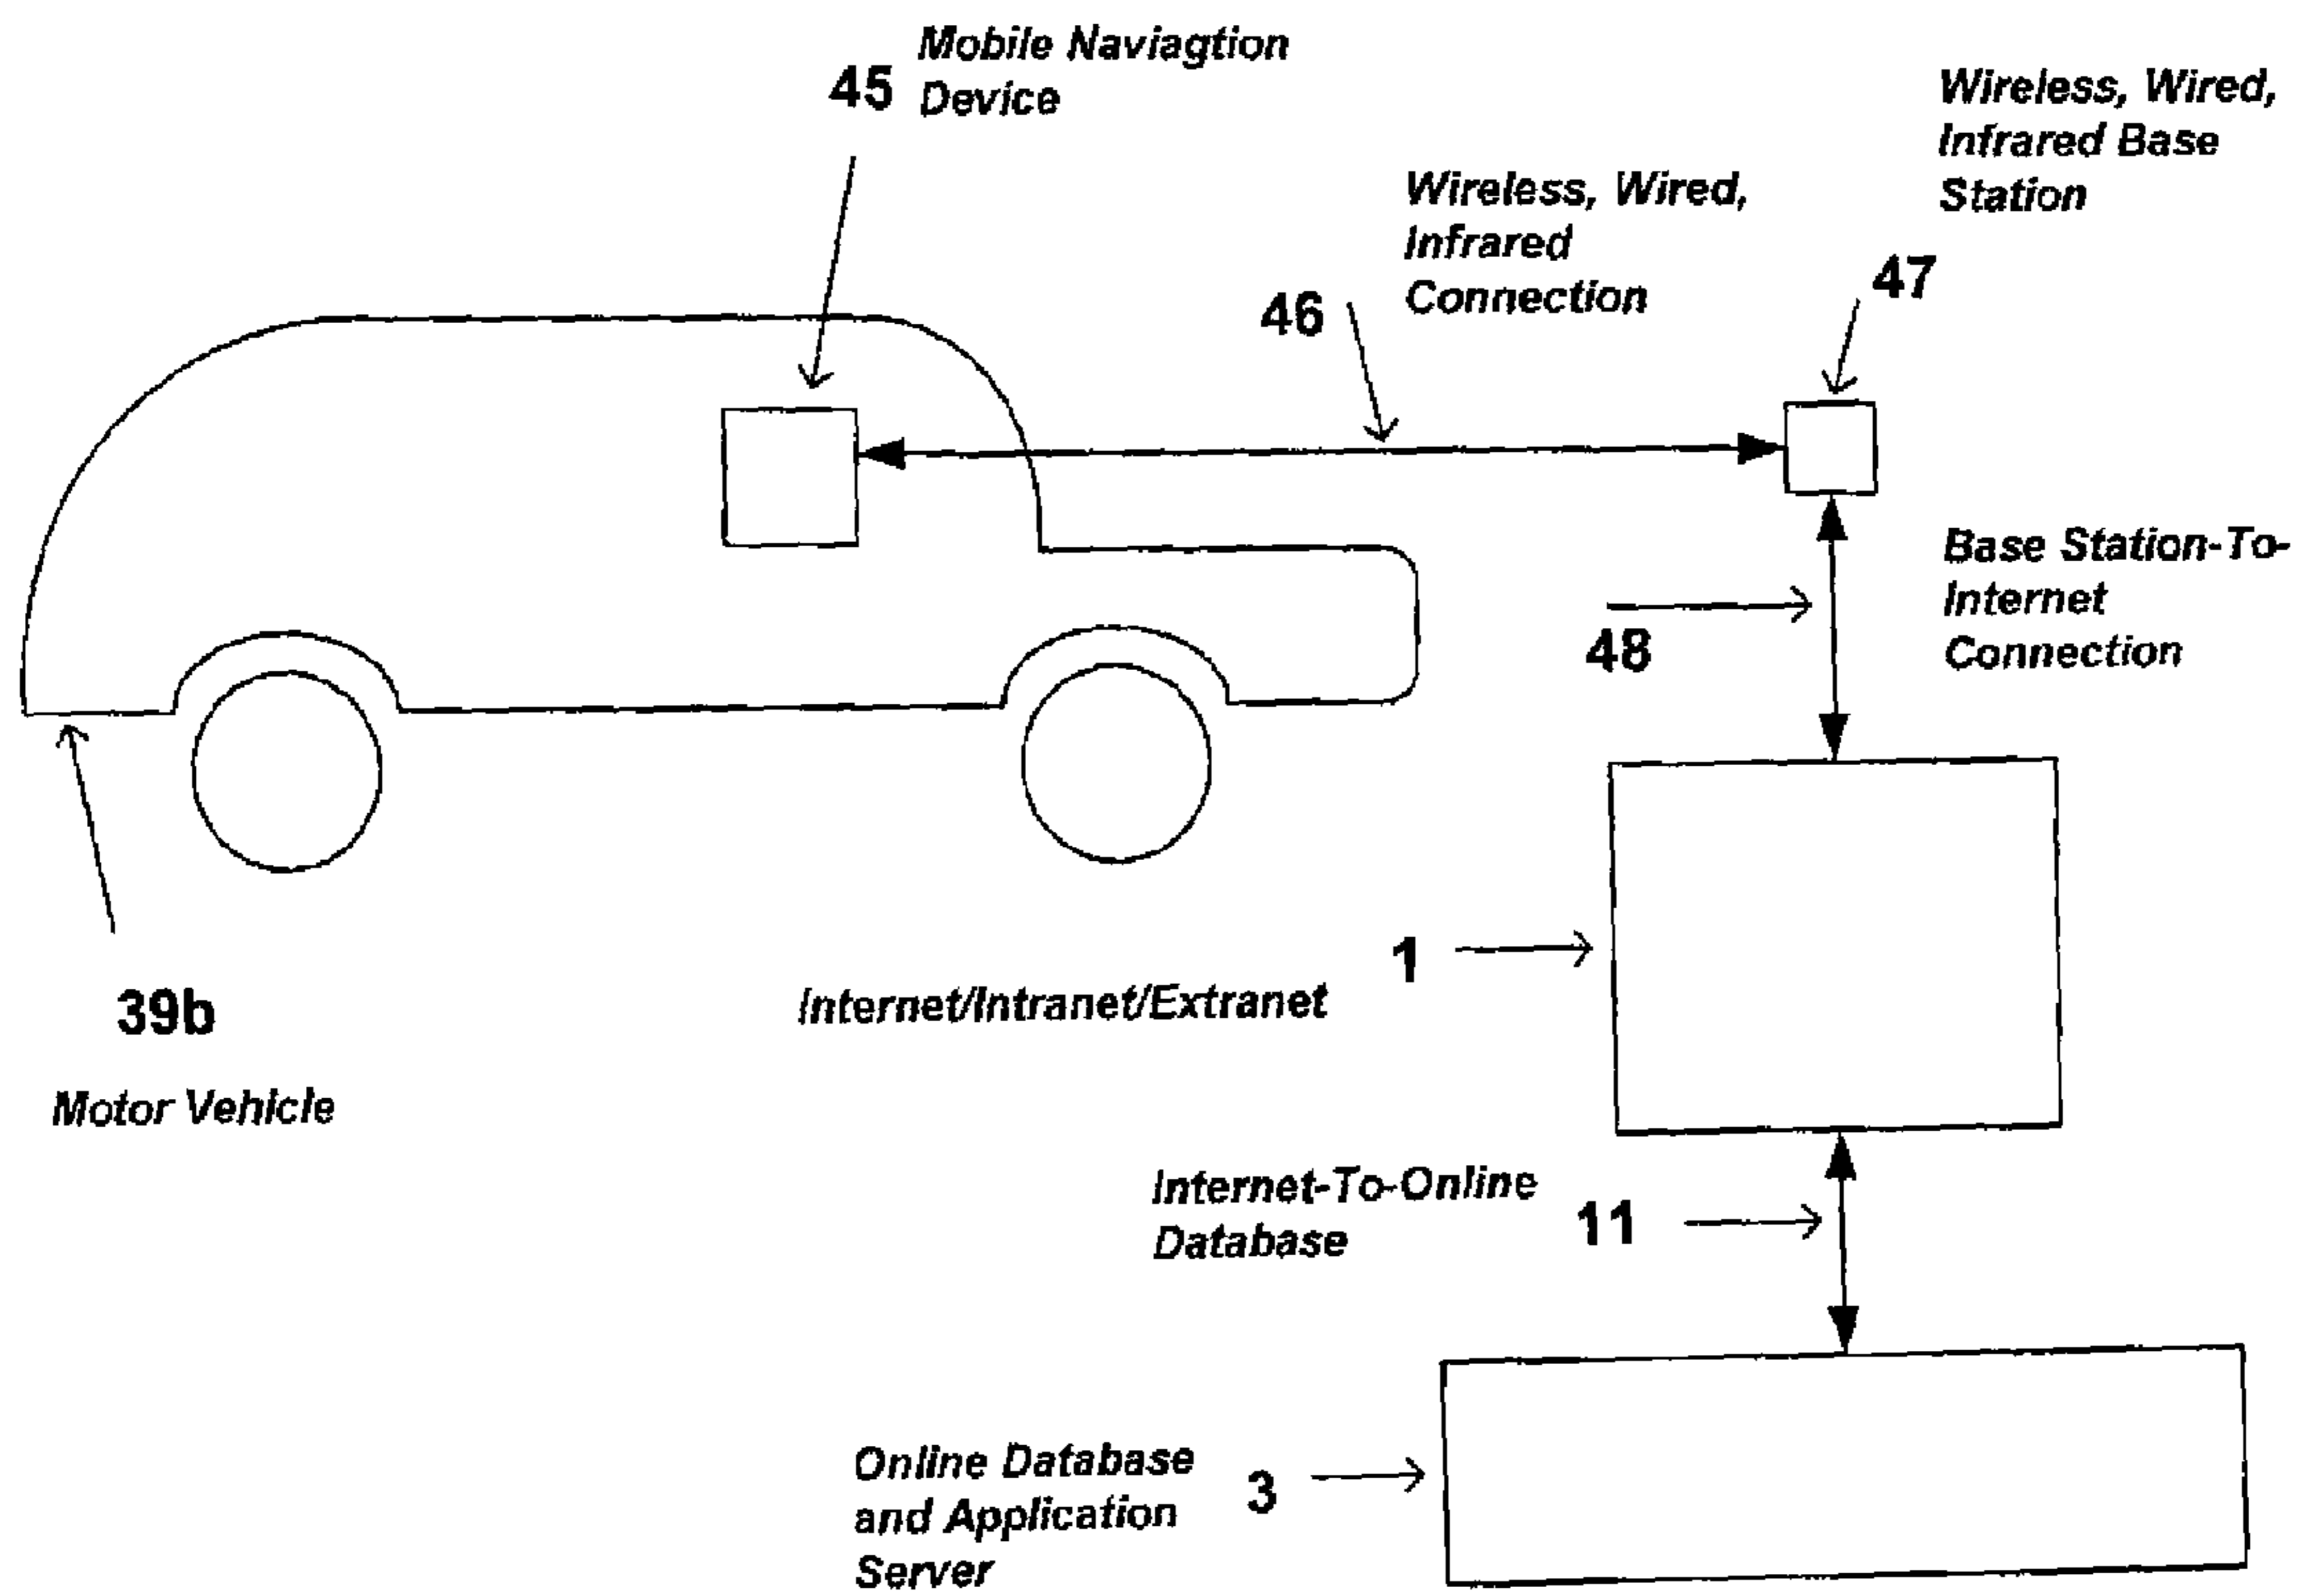 45
Mobile Naviagtion
Device
Wireless, Wired,
Infrared Base
Station
47
Wireless, Wired,
Infrared
Connection
46
Base Station-To-
Internet
Connection
48
39b
Motor Vehicle
Internet/Intranet/Extranet
1
Internet-To-Online
Database
11
Online Database
and Application
Server
3